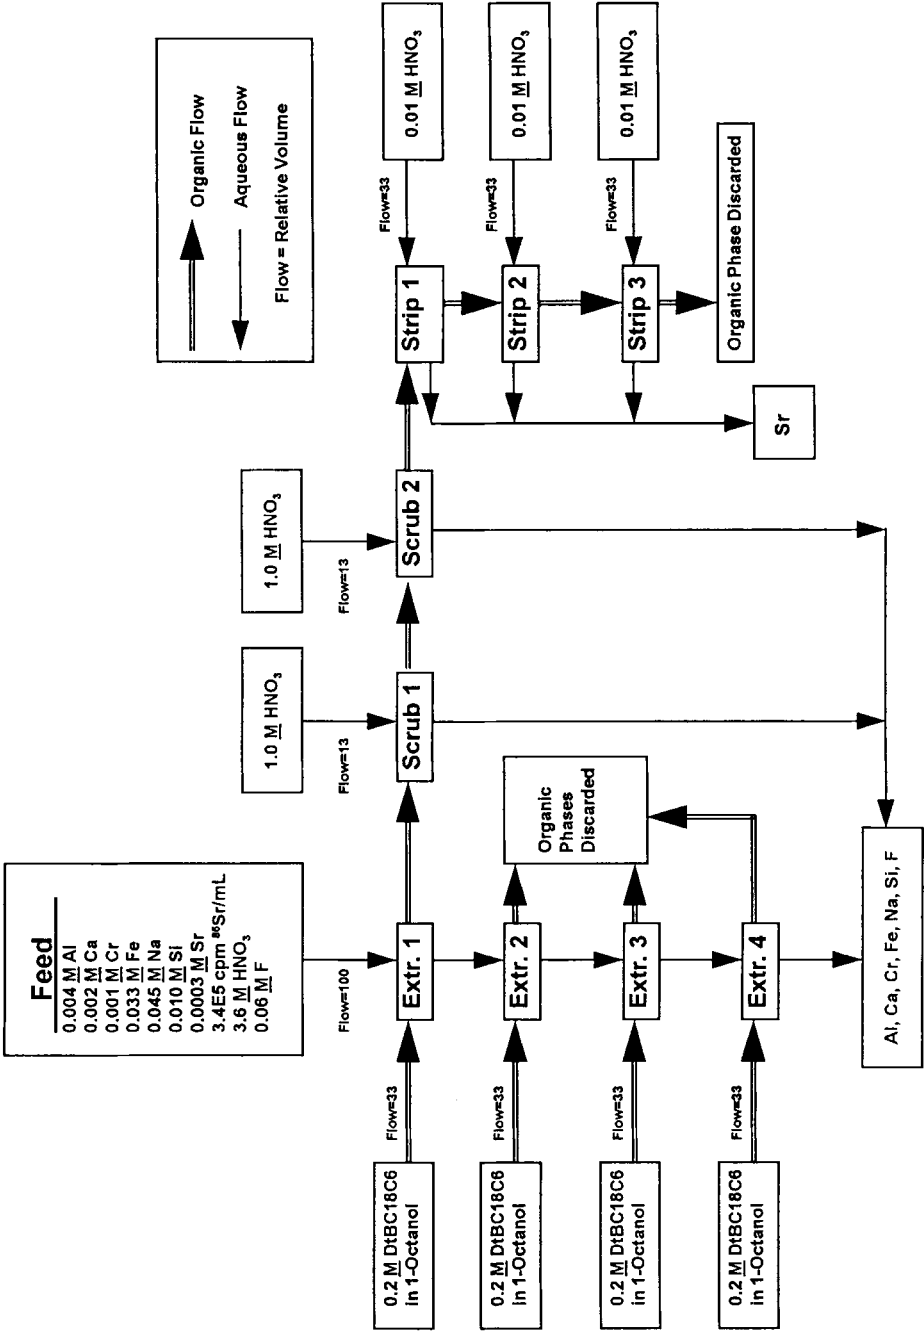 Organic Flow
Aqueous Flow
Flow = Relative Volume
Feed
0.004 M Al
0.002 M Ca
0.001 M Cr
0.033 M Fe
0.045 M Na
0.010 M Si
0.0003 M Sr
3.4E5 cpm ⁸⁵Sr/mL
3.6 M HNO₃
0.06 M F
Flow=100
1.0 M HNO₃
Flow=13
1.0 M HNO₃
Flow=13
0.2 M DtBC18C6
in 1-Octanol
Flow=33
Extr. 1
Scrub 1
Scrub 2
Strip 1
Flow=33
0.01 M HNO₃
0.2 M DtBC18C6
in 1-Octanol
Flow=33
Extr. 2
Organic
Phases
Discarded
Strip 2
Flow=33
0.01 M HNO₃
0.2 M DtBC18C6
in 1-Octanol
Flow=33
Extr. 3
Strip 3
Flow=33
0.01 M HNO₃
0.2 M DtBC18C6
in 1-Octanol
Flow=33
Extr. 4
Organic Phase Discarded
Sr
Al, Ca, Cr, Fe, Na, Si, F